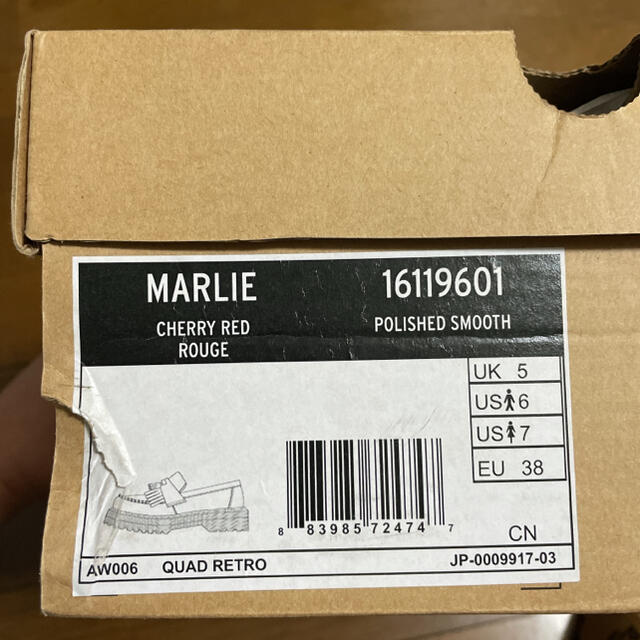 MARLIE 16119601
CHERRY RED POLISHED SMOOTH
ROUGE
UK 5
US 6
US 7
EU 38
8 83985 72474 7
CN
AW006 QUAD RETRO JP-0009917-03